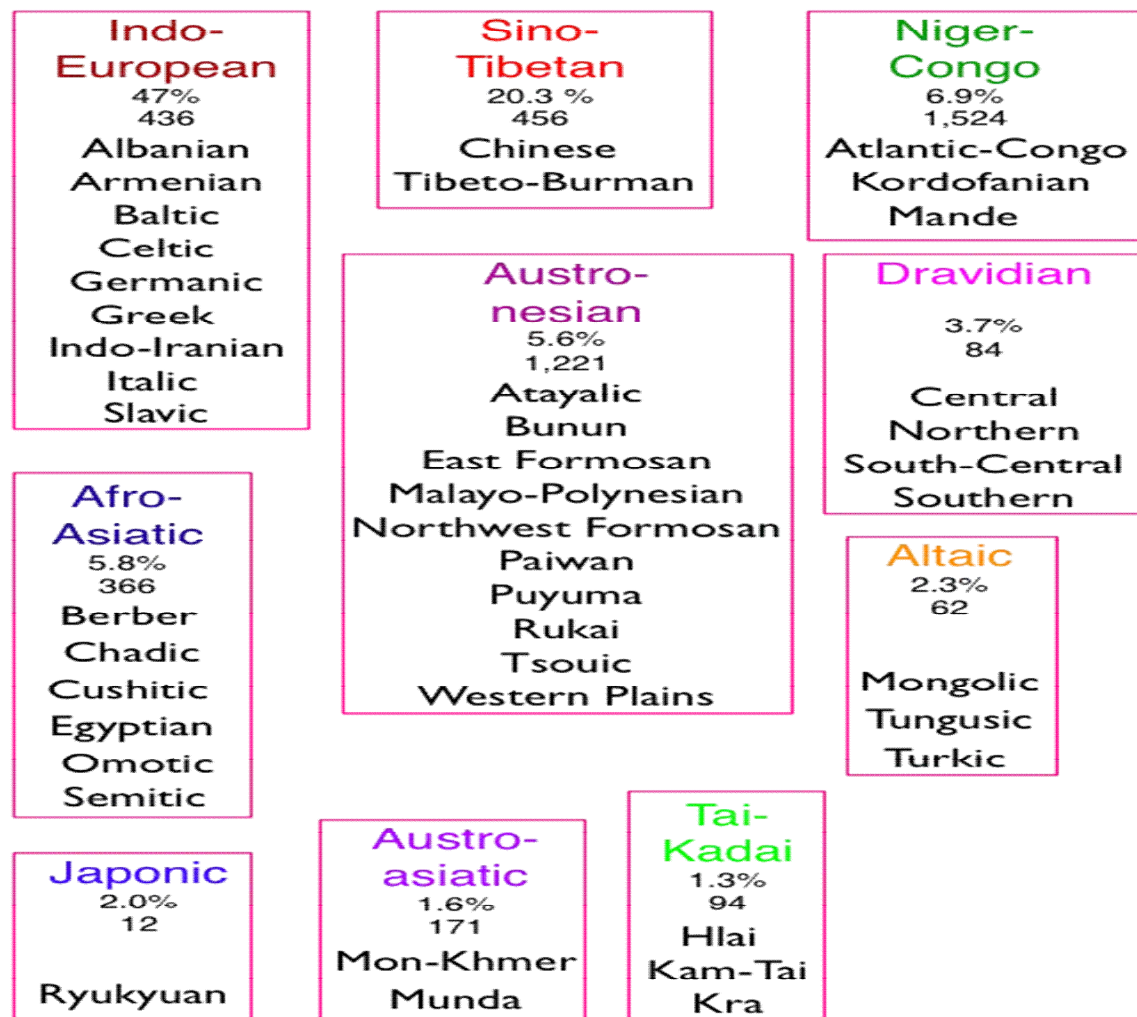 Indo-
European
47%
436
Albanian
Armenian
Baltic
Celtic
Germanic
Greek
Indo-Iranian
Italic
Slavic
Sino-
Tibetan
20.3 %
456
Chinese
Tibeto-Burman
Niger-
Congo
6.9%
1,524
Atlantic-Congo
Kordofanian
Mande
Austro-
nesian
5.6%
1,221
Atayalic
Bunun
East Formosan
Malayo-Polynesian
Northwest Formosan
Paiwan
Puyuma
Rukai
Tsouic
Western Plains
Dravidian
3.7%
84
Central
Northern
South-Central
Southern
Afro-
Asiatic
5.8%
366
Berber
Chadic
Cushitic
Egyptian
Omotic
Semitic
Altaic
2.3%
62
Mongolic
Tungusic
Turkic
Japonic
2.0%
12
Ryukyuan
Austro-
asiatic
1.6%
171
Mon-Khmer
Munda
Tai-
Kadai
1.3%
94
Hlai
Kam-Tai
Kra